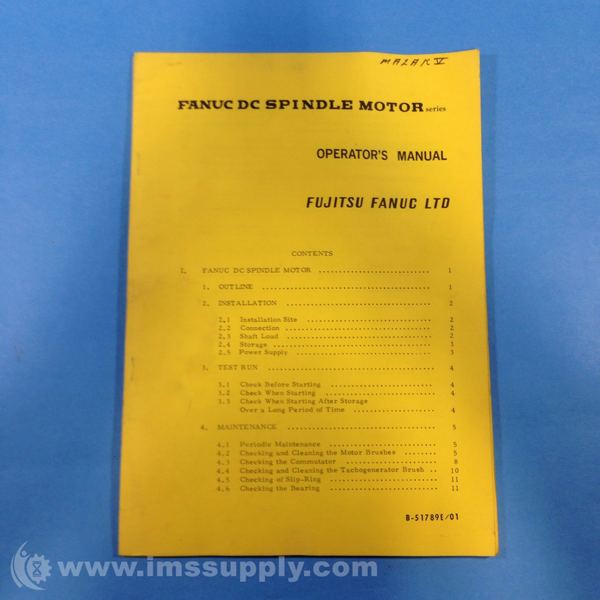 MAZAK V
FANUC DC SPINDLE MOTOR series
OPERATOR'S MANUAL
FUJITSU FANUC LTD
CONTENTS
1. FANUC DC SPINDLE MOTOR ............................ 1
1. OUTLINE ............................ 1
2. INSTALLATION ............................ 2
2.1 Installation Site ............................ 2
2.2 Connection ............................ 2
2.3 Shaft Load ............................ 2
2.4 Storage ............................ 3
2.5 Power Supply ............................ 3
3. TEST RUN ............................ 4
3.1 Check Before Starting ............................ 4
3.2 Check When Starting ............................ 4
3.3 Check When Starting After Storage
Over a Long Period of Time ............................ 4
4. MAINTENANCE ............................ 5
4.1 Periodic Maintenance ............................ 5
4.2 Checking and Cleaning the Motor Brushes ........ 5
4.3 Checking the Commutator ............................ 8
4.4 Checking and Cleaning the Tachogenerator Brush .. 10
4.5 Checking of Slip-Ring ............................ 11
4.6 Checking the Bearing ............................ 11
B-51789E/01
© www.imssupply.com